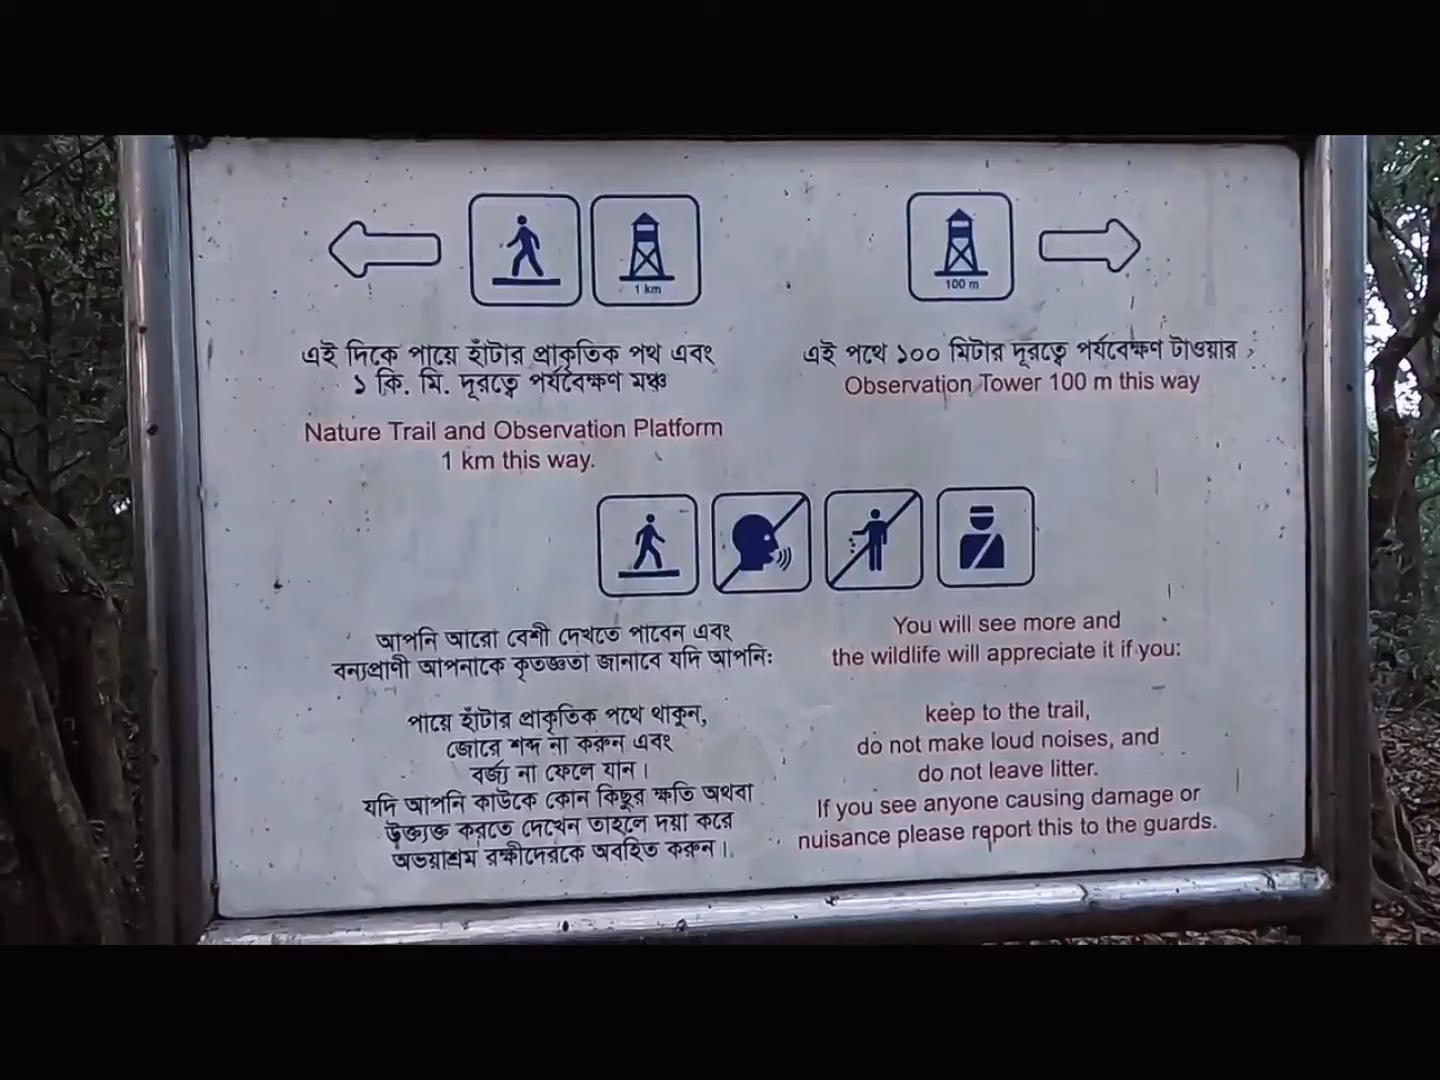 1 km
100 m
এই দিকে পায়ে হাঁটার প্রাকৃতিক পথ এবং
১ কি. মি. দূরত্বে পর্যবেক্ষণ মঞ্চ
Nature Trail and Observation Platform
1 km this way.
এই পথে ১০০ মিটার দূরত্বে পর্যবেক্ষণ টাওয়ার
Observation Tower 100 m this way
আপনি আরো বেশী দেখতে পাবেন এবং
বন্যপ্রাণী আপনাকে কৃতজ্ঞতা জানাবে যদি আপনি:
পায়ে হাঁটার প্রাকৃতিক পথে থাকুন,
জোরে শব্দ না করুন এবং
বর্জ্য না ফেলে যান।
যদি আপনি কাউকে কোন কিছুর ক্ষতি অথবা
উক্ত্যক্ত করতে দেখেন তাহলে দয়া করে
অভয়াশ্রম রক্ষীদেরকে অবহিত করুন।
You will see more and
the wildlife will appreciate it if you:
keep to the trail,
do not make loud noises, and
do not leave litter.
If you see anyone causing damage or
nuisance please report this to the guards.